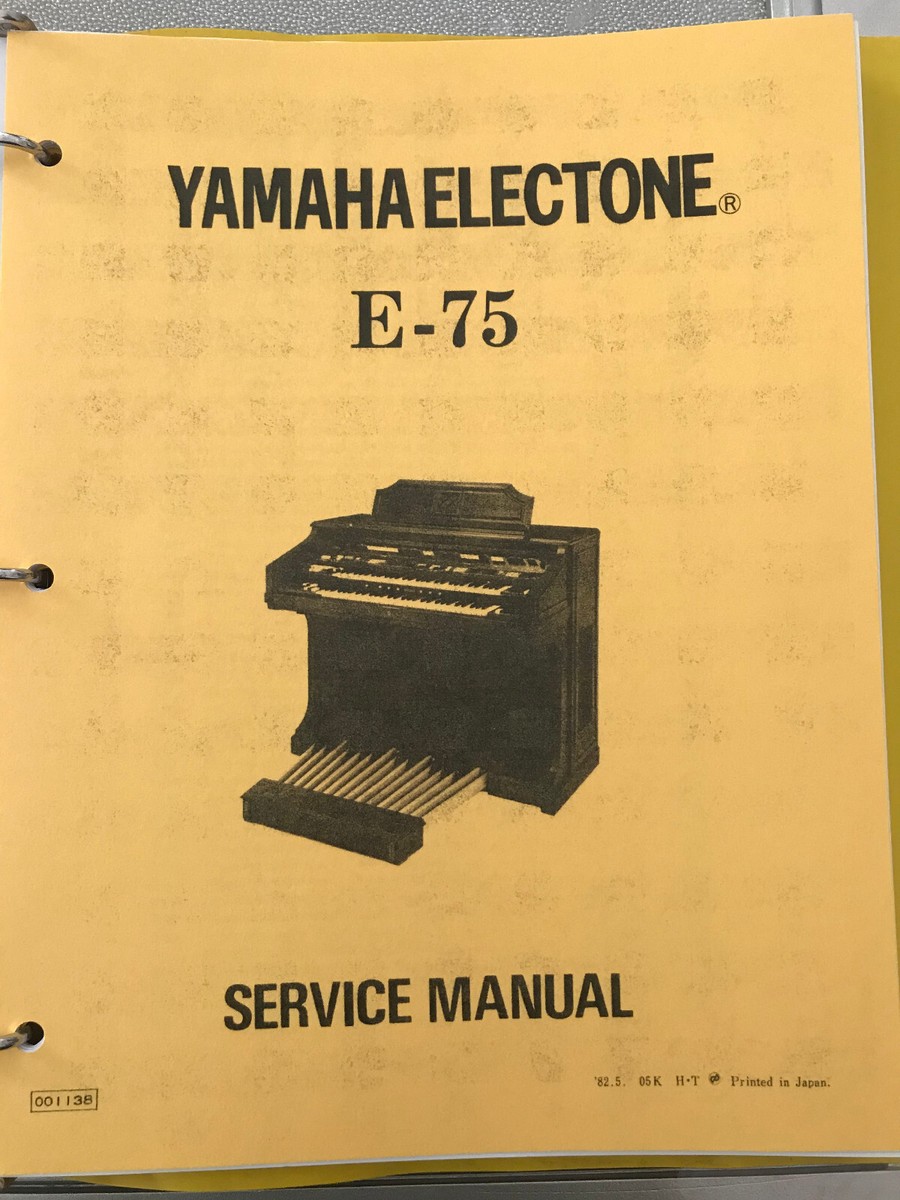 YAMAHA ELECTONE®
E-75
SERVICE MANUAL
'82.5. 05K H·T Printed in Japan.
001138